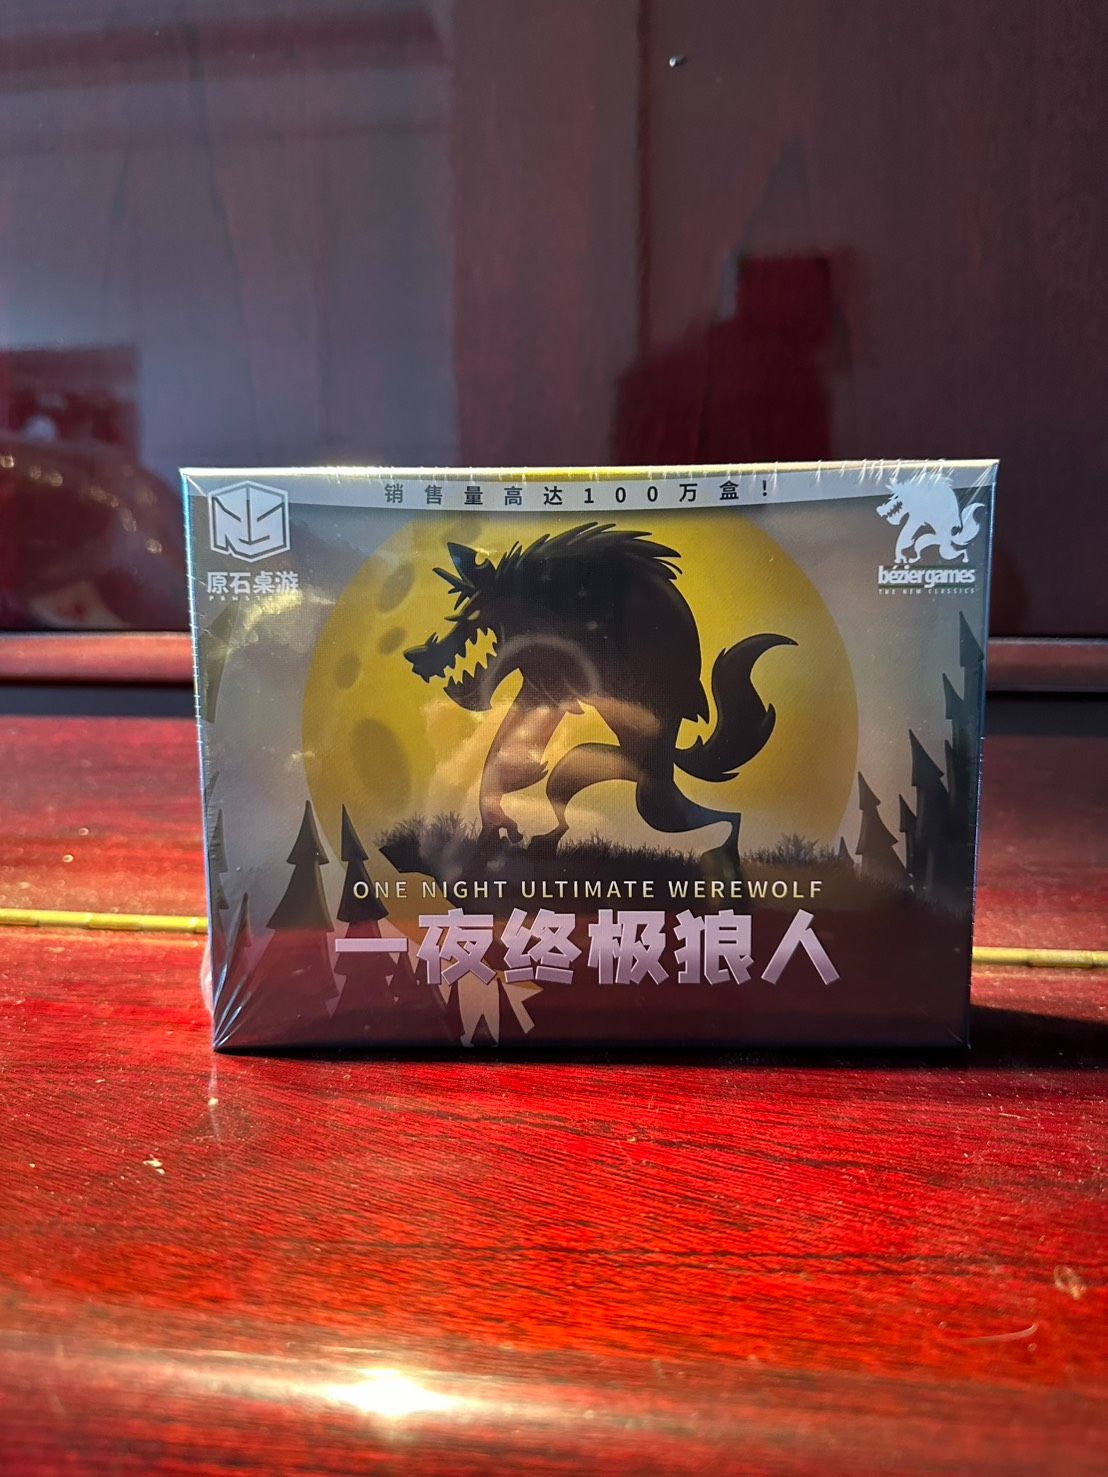 销售量高达100万盒！
原石桌游
béziergames
THE NEW CLASSICS
ONE NIGHT ULTIMATE WEREWOLF
一夜终极狼人